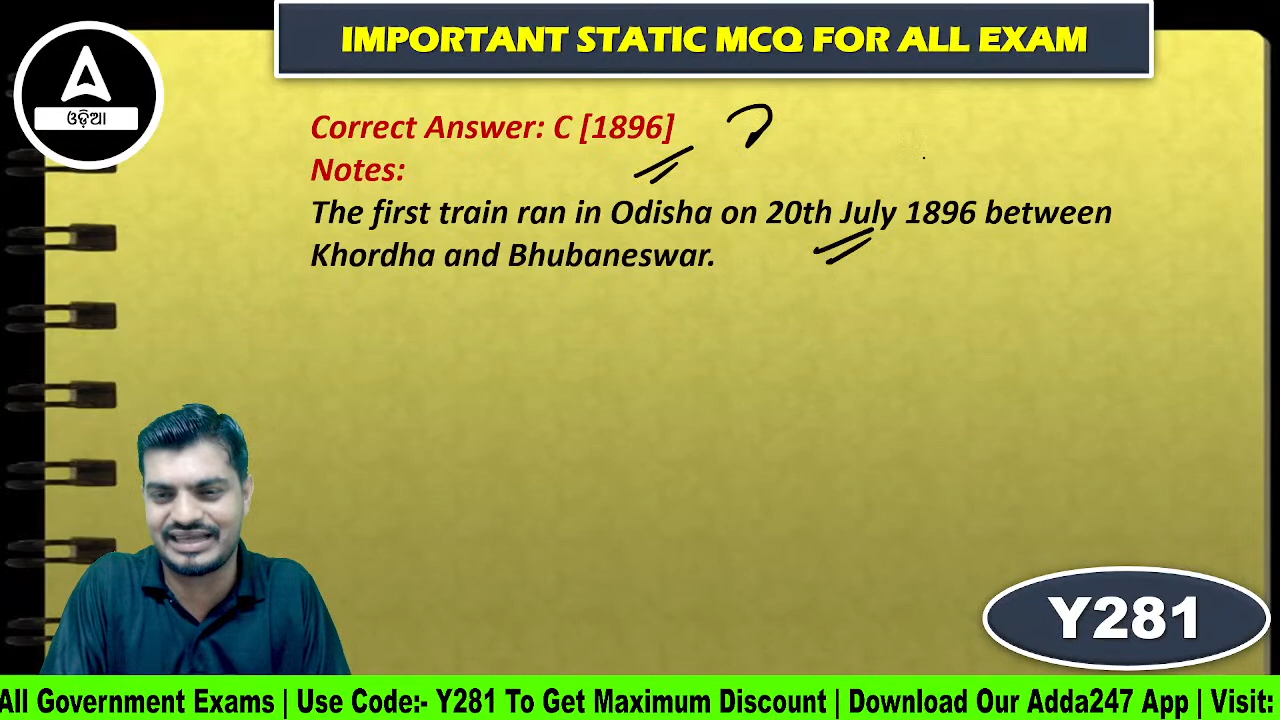 IMPORTANT STATIC MCQ FOR ALL EXAM
ଓଡ଼ିଆ
Correct Answer: C [1896]
Notes:
The first train ran in Odisha on 20th July 1896 between
Khordha and Bhubaneswar.
Y281
All Government Exams | Use Code:- Y281 To Get Maximum Discount | Download Our Adda247 App | Visit: